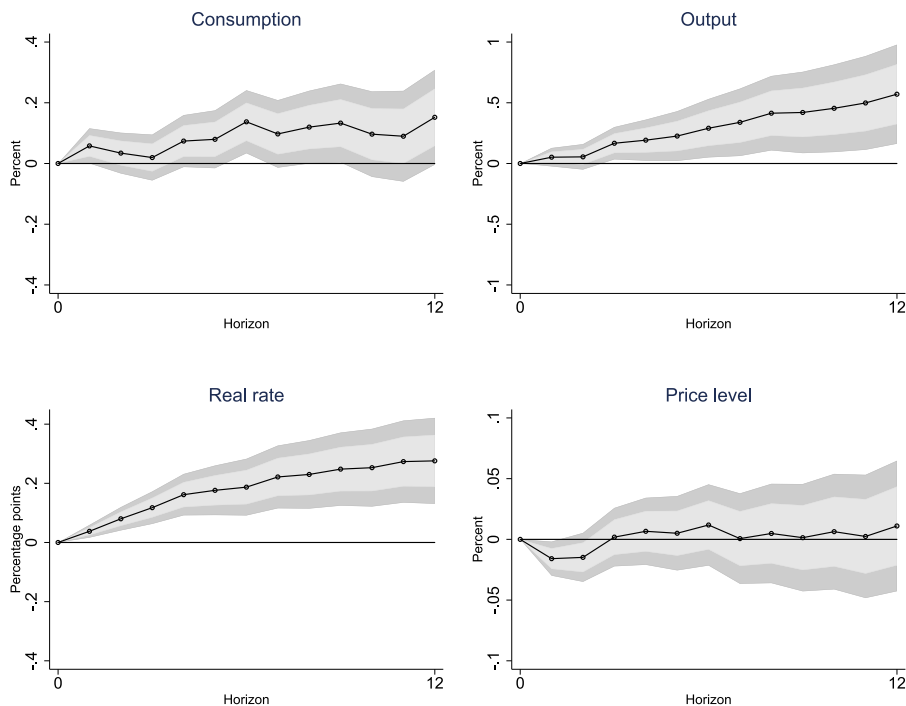 Consumption
Percent
.4
.2
0
-.2
-.4
0
12
Horizon
Output
Percent
1
.5
0
-.5
-1
0
12
Horizon
Real rate
Percentage points
.4
.2
0
-.2
-.4
0
12
Horizon
Price level
Percent
.1
.05
0
-.05
-.1
0
12
Horizon